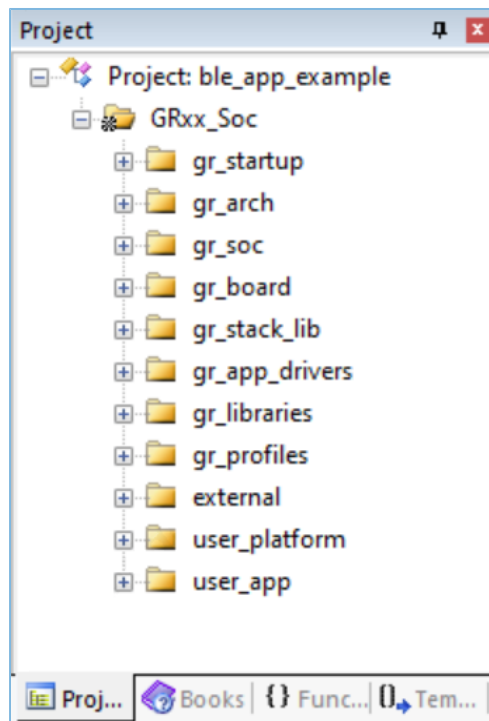 Project
Project: ble_app_example
GRxx_Soc
gr_startup
gr_arch
gr_soc
gr_board
gr_stack_lib
gr_app_drivers
gr_libraries
gr_profiles
external
user_platform
user_app
Proj... Books {} Func... 0 Tem...